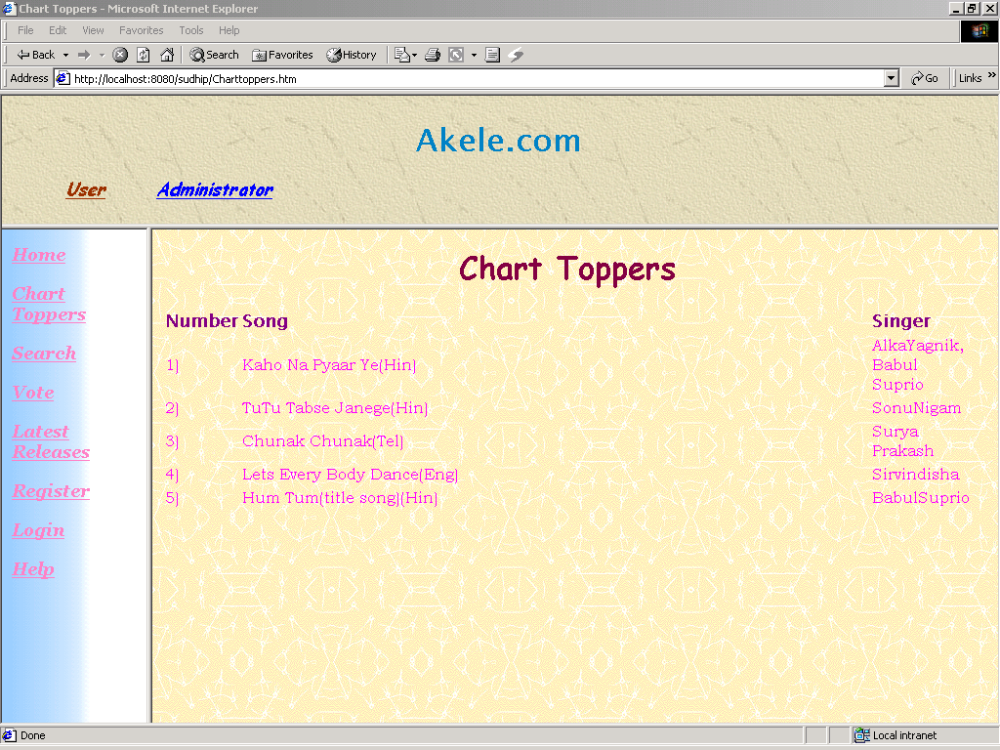 Chart Toppers - Microsoft Internet Explorer
File Edit View Favorites Tools Help
Back Search Favorites History
Address http://localhost:8080/sudhip/Charttoppers.htm Go Links »
Akele.com
User Administrator
Home
Chart
Toppers
Search
Vote
Latest
Releases
Register
Login
Help
Chart Toppers
Number Song Singer
1) Kaho Na Pyaar Ye(Hin) AlkaYagnik,
Babul
Suprio
2) TuTu Tabse Janege(Hin) SonuNigam
3) Chunak Chunak(Tel) Surya
Prakash
4) Lets Every Body Dance(Eng) Sirvindisha
5) Hum Tum(title song)(Hin) BabulSuprio
Done Local intranet